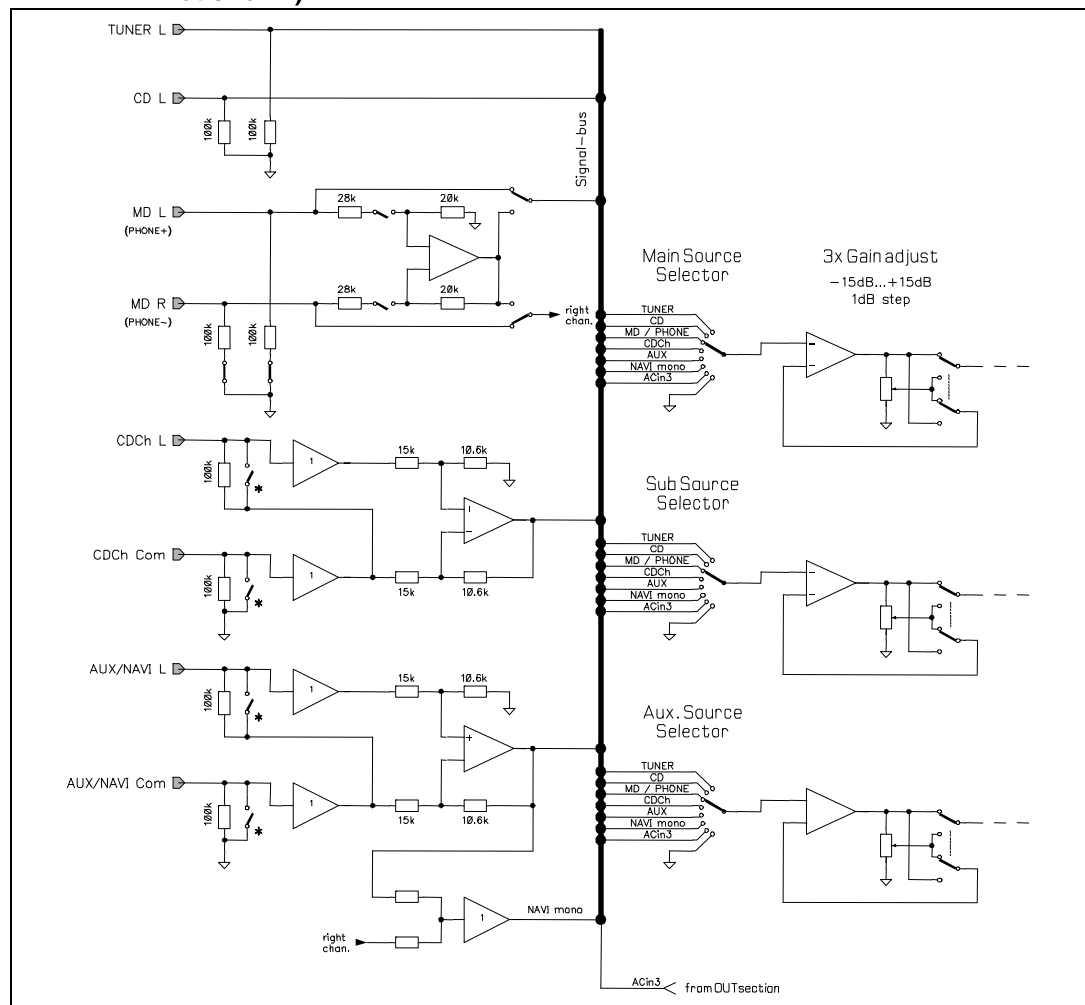 TUNER L
CD L
100k
100k
Signal-bus
MD L
(PHONE+)
28k
20k
MD R
(PHONE-)
28k
20k
right
chan.
100k
100k
Main Source
Selector
3x Gain adjust
-15dB...+15dB
1dB step
TUNER
CD
MD / PHONE
CDCh
AUX
NAVI mono
ACin3
CDCh L
100k
*
1
15k
10.6k
CDCh Com
100k
*
1
15k
10.6k
Sub Source
Selector
TUNER
CD
MD / PHONE
CDCh
AUX
NAVI mono
ACin3
AUX/NAVI L
100k
*
1
15k
10.6k
+
AUX/NAVI Com
100k
*
1
15k
10.6k
Aux. Source
Selector
TUNER
CD
MD / PHONE
CDCh
AUX
NAVI mono
ACin3
1
NAVI mono
right
chan.
ACin3
from OUTsection